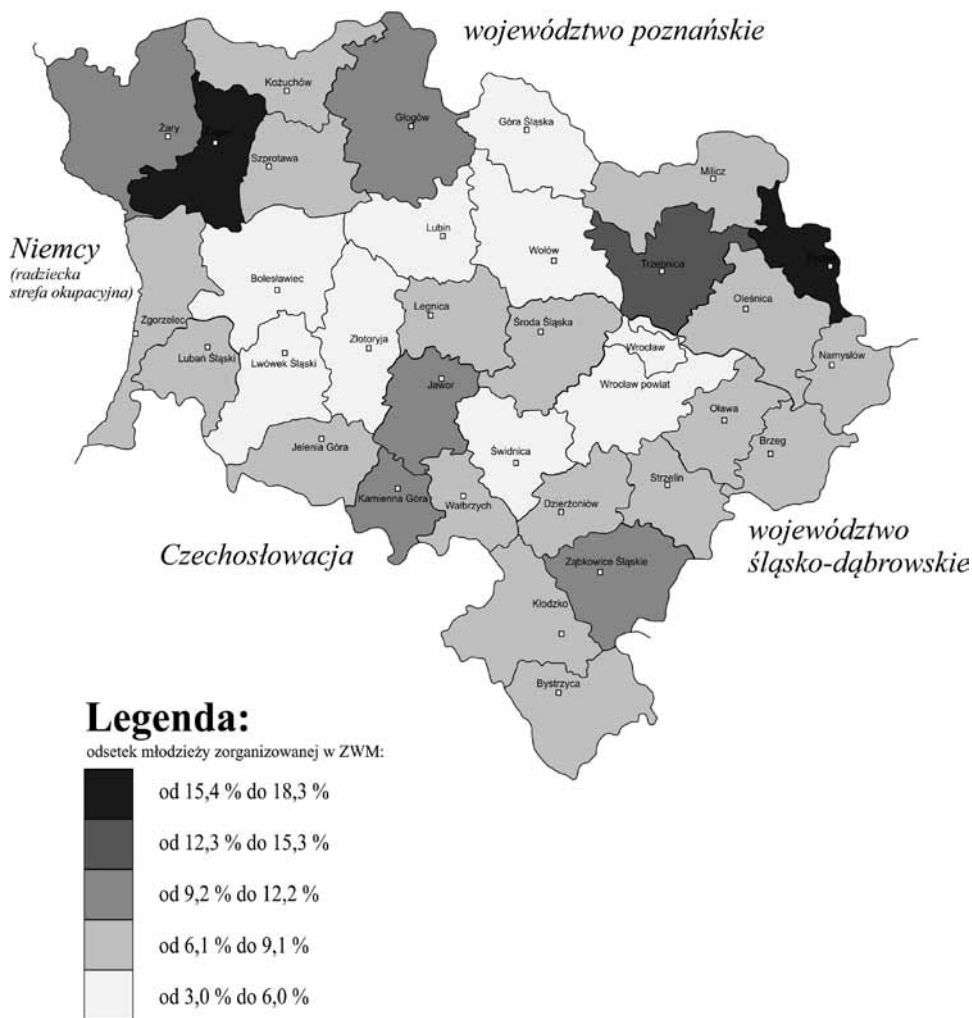 województwo poznańskie
Kożuchów
Żary
Głogów
Góra Śląska
Szprotawa
Milicz
Lubin
Wołów
Trzebnica
Niemcy
(radziecka
strefa okupacyjna)
Bolesławiec
Oleśnica
Legnica
Zgorzelec
Środa Śląska
Lubań Śląski
Lwówek Śląski
Złotoryja
Wrocław
Namysłów
Jawor
Wrocław powiat
Oława
Jelenia Góra
Świdnica
Brzeg
Strzelin
Kamienna Góra
Wałbrzych
Dzierżoniów
województwo
śląsko-dąbrowskie
Czechosłowacja
Ząbkowice Śląskie
Kłodzko
Bystrzyca
Legenda:
odsetek młodzieży zorganizowanej w ZWM:
od 15,4 % do 18,3 %
od 12,3 % do 15,3 %
od 9,2 % do 12,2 %
od 6,1 % do 9,1 %
od 3,0 % do 6,0 %